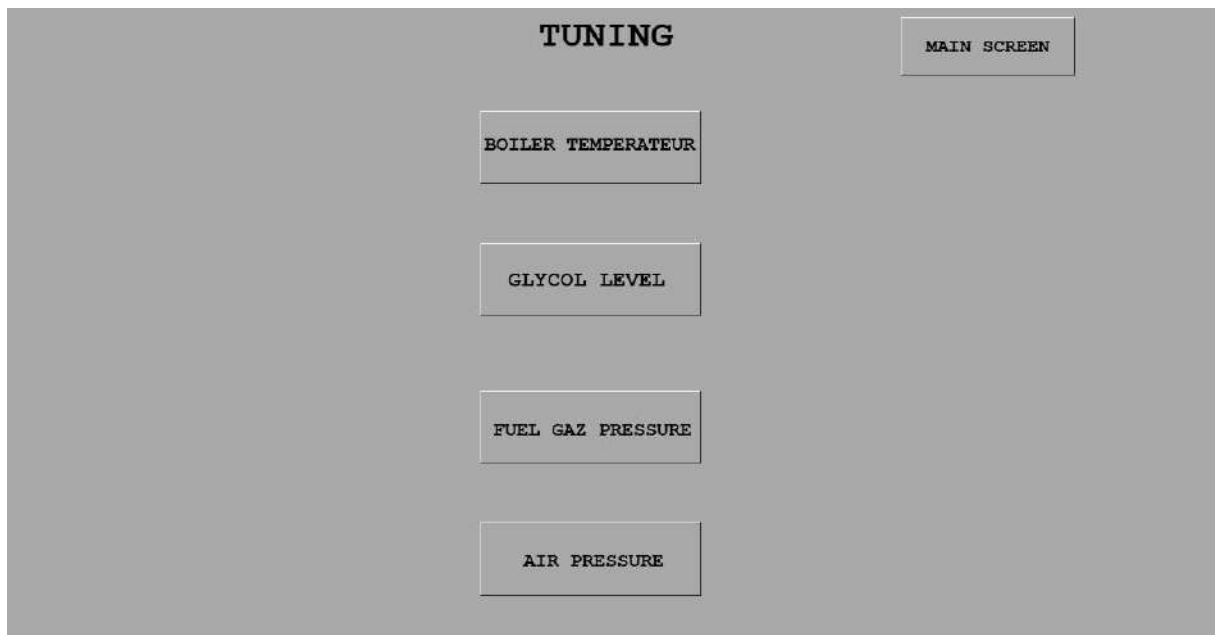 TUNING
MAIN SCREEN
BOILER TEMPERATEUR
GLYCOL LEVEL
FUEL GAZ PRESSURE
AIR PRESSURE